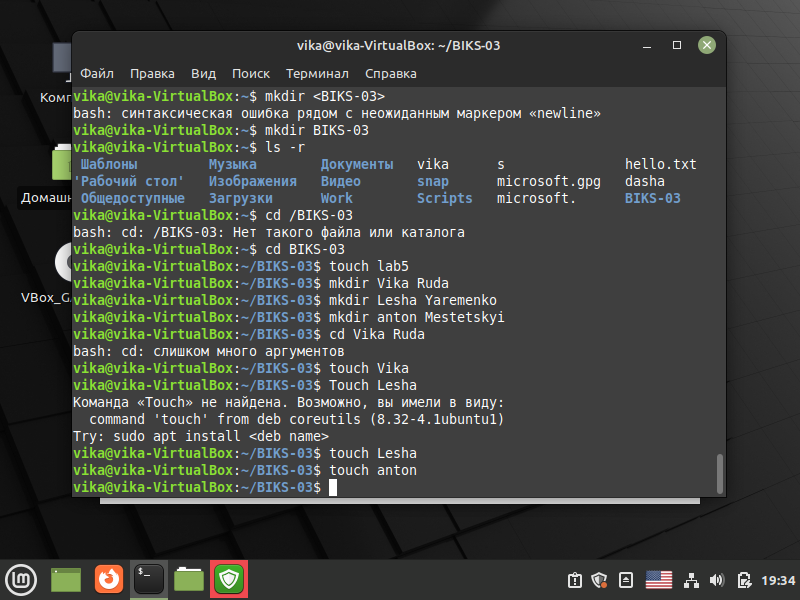 vika@vika-VirtualBox: ~/BIKS-03
Файл Правка Вид Поиск Терминал Справка
vika@vika-VirtualBox:~$ mkdir <BIKS-03>
bash: синтаксическая ошибка рядом с неожиданным маркером «newline»
vika@vika-VirtualBox:~$ mkdir BIKS-03
vika@vika-VirtualBox:~$ ls -r
Шаблоны Музыка Документы vika s hello.txt
'Рабочий стол' Изображения Видео snap microsoft.gpg dasha
Общедоступные Загрузки Work Scripts microsoft. BIKS-03
vika@vika-VirtualBox:~$ cd /BIKS-03
bash: cd: /BIKS-03: Нет такого файла или каталога
vika@vika-VirtualBox:~$ cd BIKS-03
vika@vika-VirtualBox:~/BIKS-03$ touch lab5
vika@vika-VirtualBox:~/BIKS-03$ mkdir Vika Ruda
vika@vika-VirtualBox:~/BIKS-03$ mkdir Lesha Yaremenko
vika@vika-VirtualBox:~/BIKS-03$ mkdir anton Mestetskyi
vika@vika-VirtualBox:~/BIKS-03$ cd Vika Ruda
bash: cd: слишком много аргументов
vika@vika-VirtualBox:~/BIKS-03$ touch Vika
vika@vika-VirtualBox:~/BIKS-03$ Touch Lesha
Команда «Touch» не найдена. Возможно, вы имели в виду:
command 'touch' from deb coreutils (8.32-4.1ubuntu1)
Try: sudo apt install <deb name>
vika@vika-VirtualBox:~/BIKS-03$ touch Lesha
vika@vika-VirtualBox:~/BIKS-03$ touch anton
vika@vika-VirtualBox:~/BIKS-03$
Комп
Домашн
VBox_G
19:34